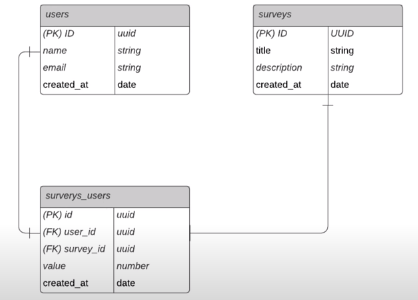 users
(PK) ID uuid
name string
email string
created_at date
surveys
(PK) ID UUID
title string
description string
created_at date
surverys_users
(PK) id uuid
(FK) user_id uuid
(FK) survey_id uuid
value number
created_at date